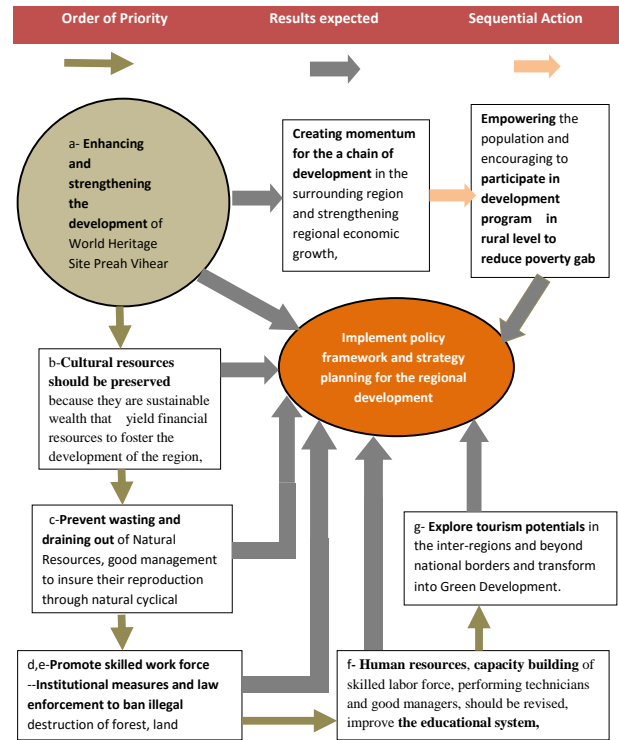 Order of Priority
Results expected
Sequential Action
a- Enhancing
and
strengthening
the
development of
World Heritage
Site Preah Vihear
Creating momentum
for the a chain of
development in the
surrounding region
and strengthening
regional economic
growth,
Empowering the
population and
encouraging to
participate in
development
program in
rural level to
reduce poverty gab
Implement policy
framework and strategy
planning for the regional
development
b-Cultural resources
should be preserved
because they are sustainable
wealth that yield financial
resources to foster the
development of the region,
c-Prevent wasting and
draining out of Natural
Resources, good management
to insure their reproduction
through natural cyclical
g- Explore tourism potentials in
the inter-regions and beyond
national borders and transform
into Green Development.
d,e-Promote skilled work force
--Institutional measures and law
enforcement to ban illegal
destruction of forest, land
f- Human resources, capacity building of
skilled labor force, performing technicians
and good managers, should be revised,
improve the educational system,